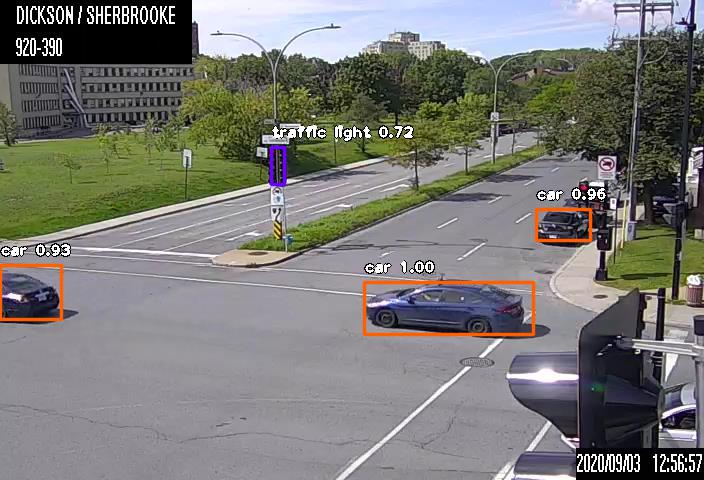 DICKSON / SHERBROOKE
920-390
traffic light 0.72
car 0.96
car 0.93
car 1.00
2020/09/03 12:56:57